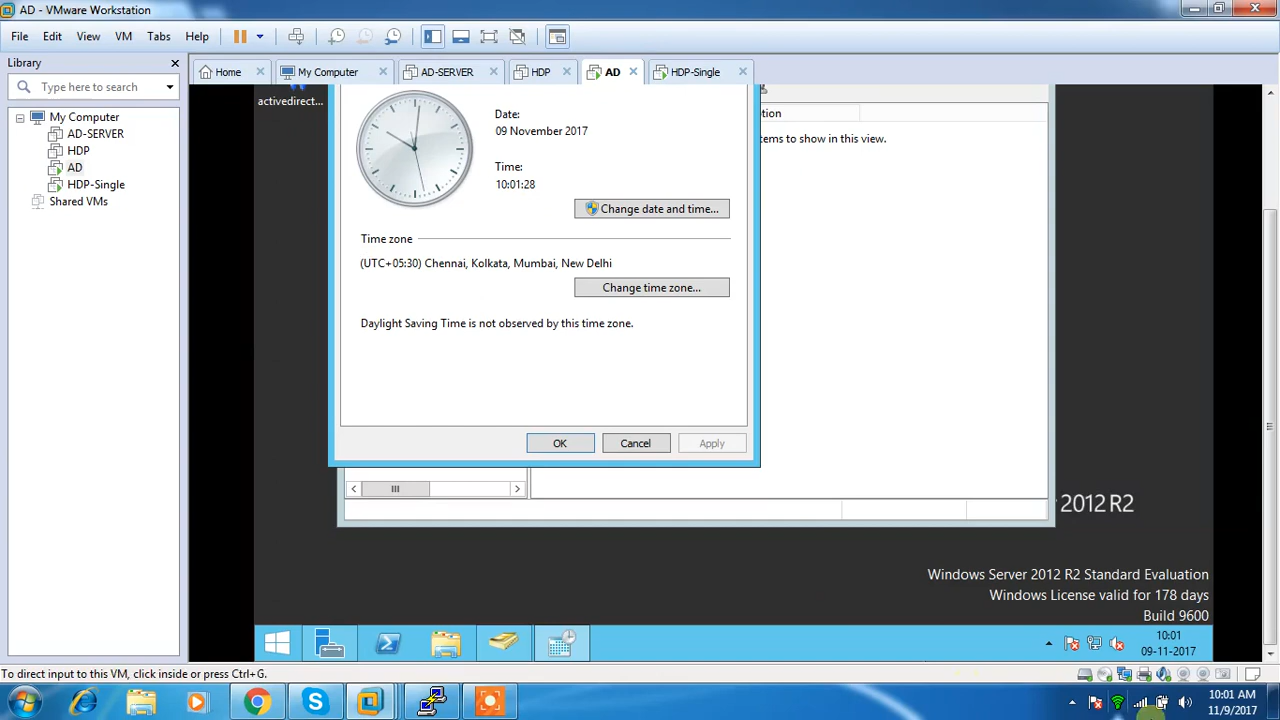 AD - VMware Workstation
File Edit View VM Tabs Help
Library
Type here to search
My Computer
AD-SERVER
HDP
AD
HDP-Single
Shared VMs
Home My Computer AD-SERVER HDP AD HDP-Single
activedirect...
Date:
09 November 2017
Time:
10:01:28
Change date and time...
Time zone
(UTC+05:30) Chennai, Kolkata, Mumbai, New Delhi
Change time zone...
Daylight Saving Time is not observed by this time zone.
OK Cancel Apply
ption
tems to show in this view.
2012 R2
Windows Server 2012 R2 Standard Evaluation
Windows License valid for 178 days
Build 9600
10:01
09-11-2017
To direct input to this VM, click inside or press Ctrl+G.
10:01 AM
11/9/2017